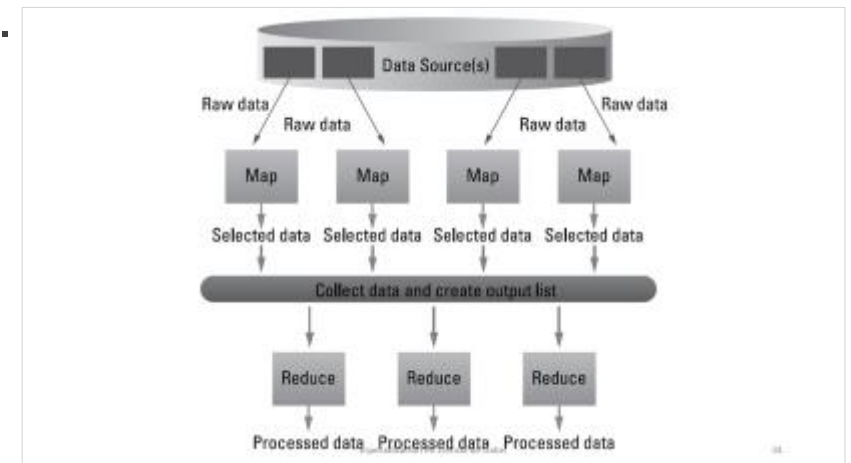 Data Source(s)
Raw data
Raw data
Raw data
Raw data
Map
Map
Map
Map
Selected data
Selected data
Selected data
Selected data
Collect data and create output list
Reduce
Reduce
Reduce
Processed data
Processed data
Processed data